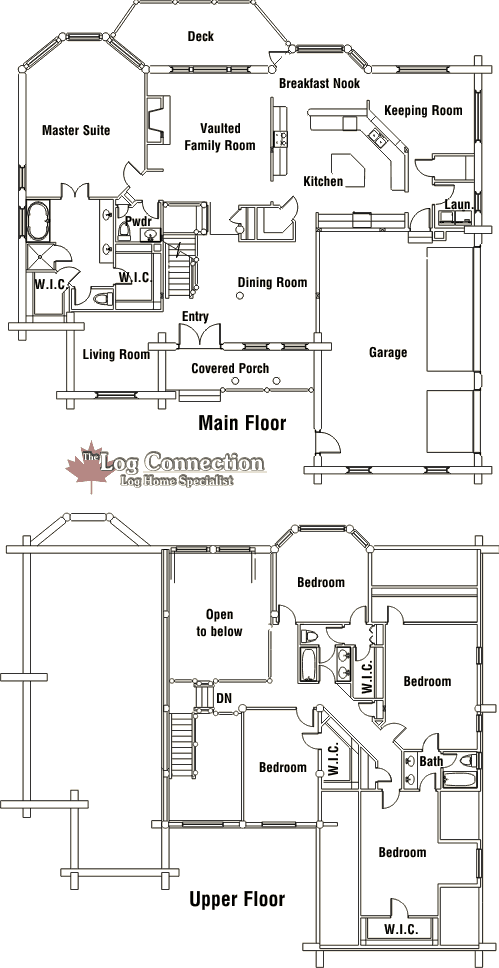 Deck
Breakfast Nook
Keeping Room
Master Suite
Vaulted
Family Room
Kitchen
Laun.
Pwdr
W.I.C.
W.I.C.
Dining Room
Entry
Living Room
Covered Porch
Garage
Main Floor
The
Log Connection
Log Home Specialist
Bedroom
Open
to below
W.I.C.
Bedroom
DN
W.I.C.
Bedroom
Bath
Bedroom
W.I.C.
Upper Floor